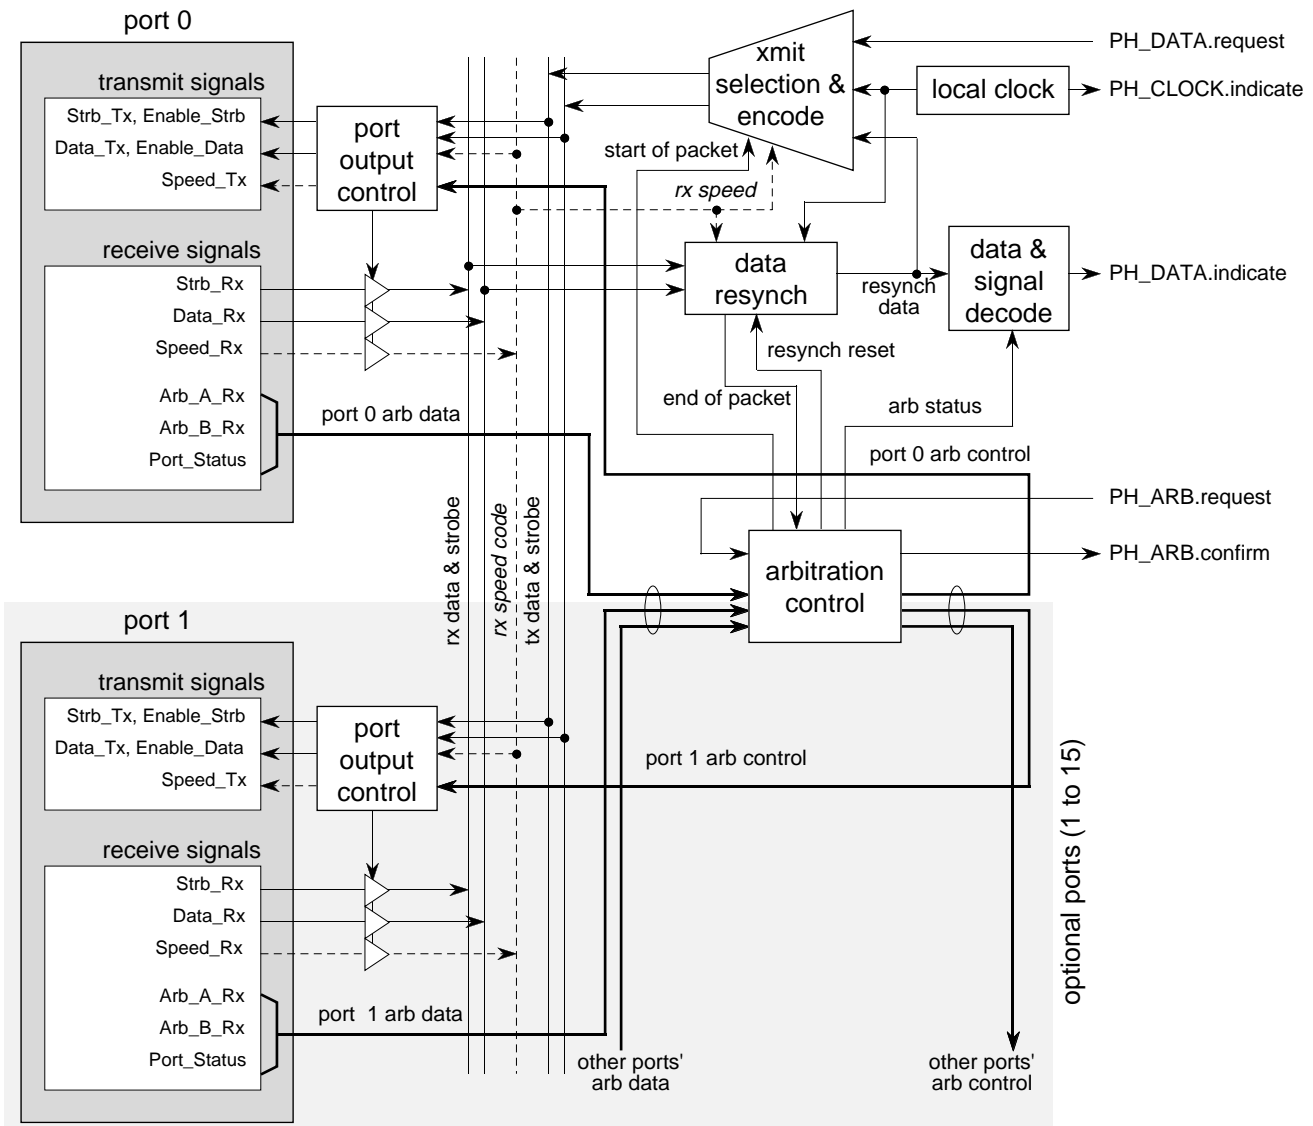 port 0
transmit signals
Strb_Tx, Enable_Strb
Data_Tx, Enable_Data
Speed_Tx
port
output
control
receive signals
Strb_Rx
Data_Rx
Speed_Rx
Arb_A_Rx
Arb_B_Rx
Port_Status
port 0 arb data
xmit
selection &
encode
PH_DATA.request
local clock
PH_CLOCK.indicate
start of packet
rx speed
data
resynch
resynch
data
data &
signal
decode
PH_DATA.indicate
resynch reset
end of packet
arb status
port 0 arb control
PH_ARB.request
PH_ARB.confirm
arbitration
control
rx data & strobe
rx speed code
tx data & strobe
port 1
transmit signals
Strb_Tx, Enable_Strb
Data_Tx, Enable_Data
Speed_Tx
port
output
control
port 1 arb control
receive signals
Strb_Rx
Data_Rx
Speed_Rx
Arb_A_Rx
Arb_B_Rx
Port_Status
port 1 arb data
other ports'
arb data
other ports'
arb control
optional ports (1 to 15)